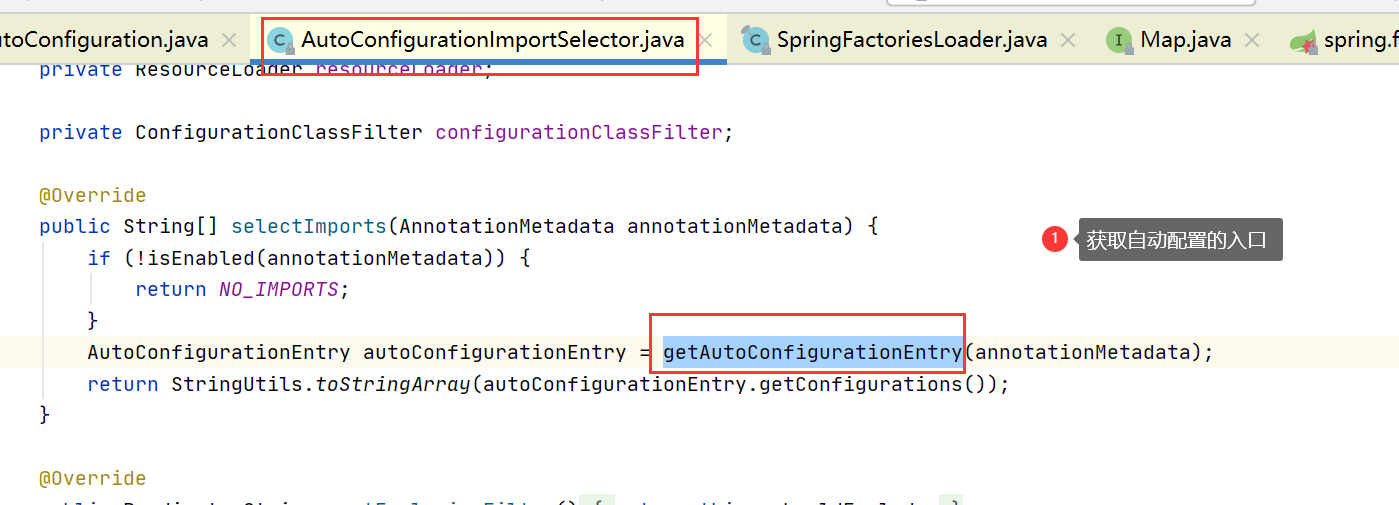 toConfiguration.java AutoConfigurationImportSelector.java SpringFactoriesLoader.java Map.java spring.f
private ResourceLoader resourceLoader;
private ConfigurationClassFilter configurationClassFilter;
@Override
public String[] selectImports(AnnotationMetadata annotationMetadata) {
1 获取自动配置的入口
if (!isEnabled(annotationMetadata)) {
return NO_IMPORTS;
}
AutoConfigurationEntry autoConfigurationEntry = getAutoConfigurationEntry(annotationMetadata);
return StringUtils.toStringArray(autoConfigurationEntry.getConfigurations());
}
@Override